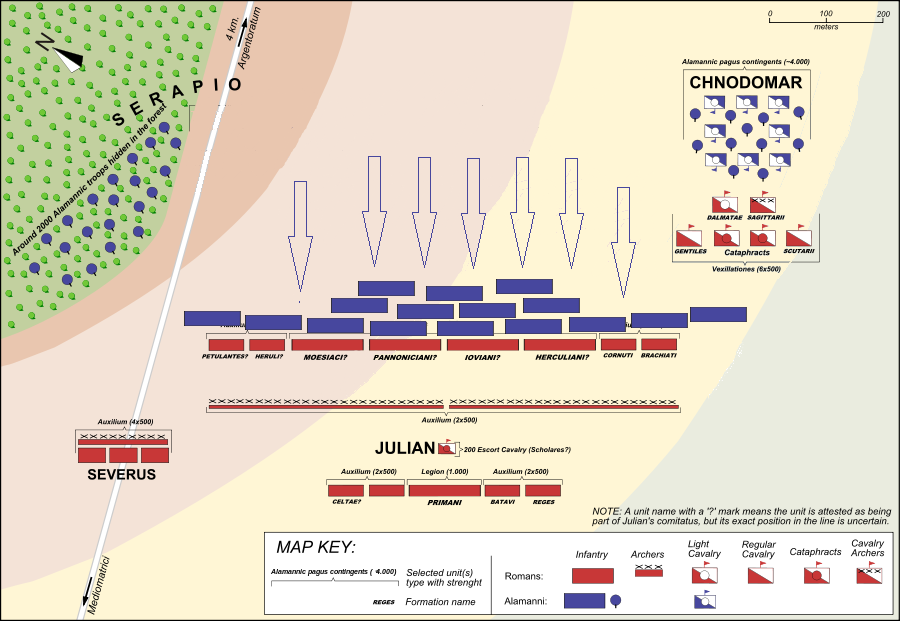 0 100 200
meters
4 km.
Argentoratum
N
SERAPIO
Around 2000 Alamannic troops hidden in the forest
Alamannic pagus contingents (~4.000)
CHNODOMAR
DALMATAE SAGITTARII
GENTILES Cataphracts SCUTARII
Vexillationes (6x500)
PETULANTES? HERULI? MOESIACI? PANNONICIANI? IOVIANI? HERCULIANI? CORNUTI BRACHIATI
Auxilium (2x500)
Auxilium (4x500)
SEVERUS
JULIAN 200 Escort Cavalry (Scholares?)
Auxilium (2x500) Legion (1.000) Auxilium (2x500)
CELTAE? PRIMANI BATAVI REGES
Mediomatrici
NOTE: A unit name with a '?' mark means the unit is attested as being
part of Julian's comitatus, but its exact position in the line is uncertain.
MAP KEY:
Alamannic pagus contingents (˜4.000) Selected unit(s)
type with strenght
REGES Formation name
Infantry Archers Light
Cavalry Regular
Cavalry Cataphracts Cavalry
Archers
Romans:
Alamanni: